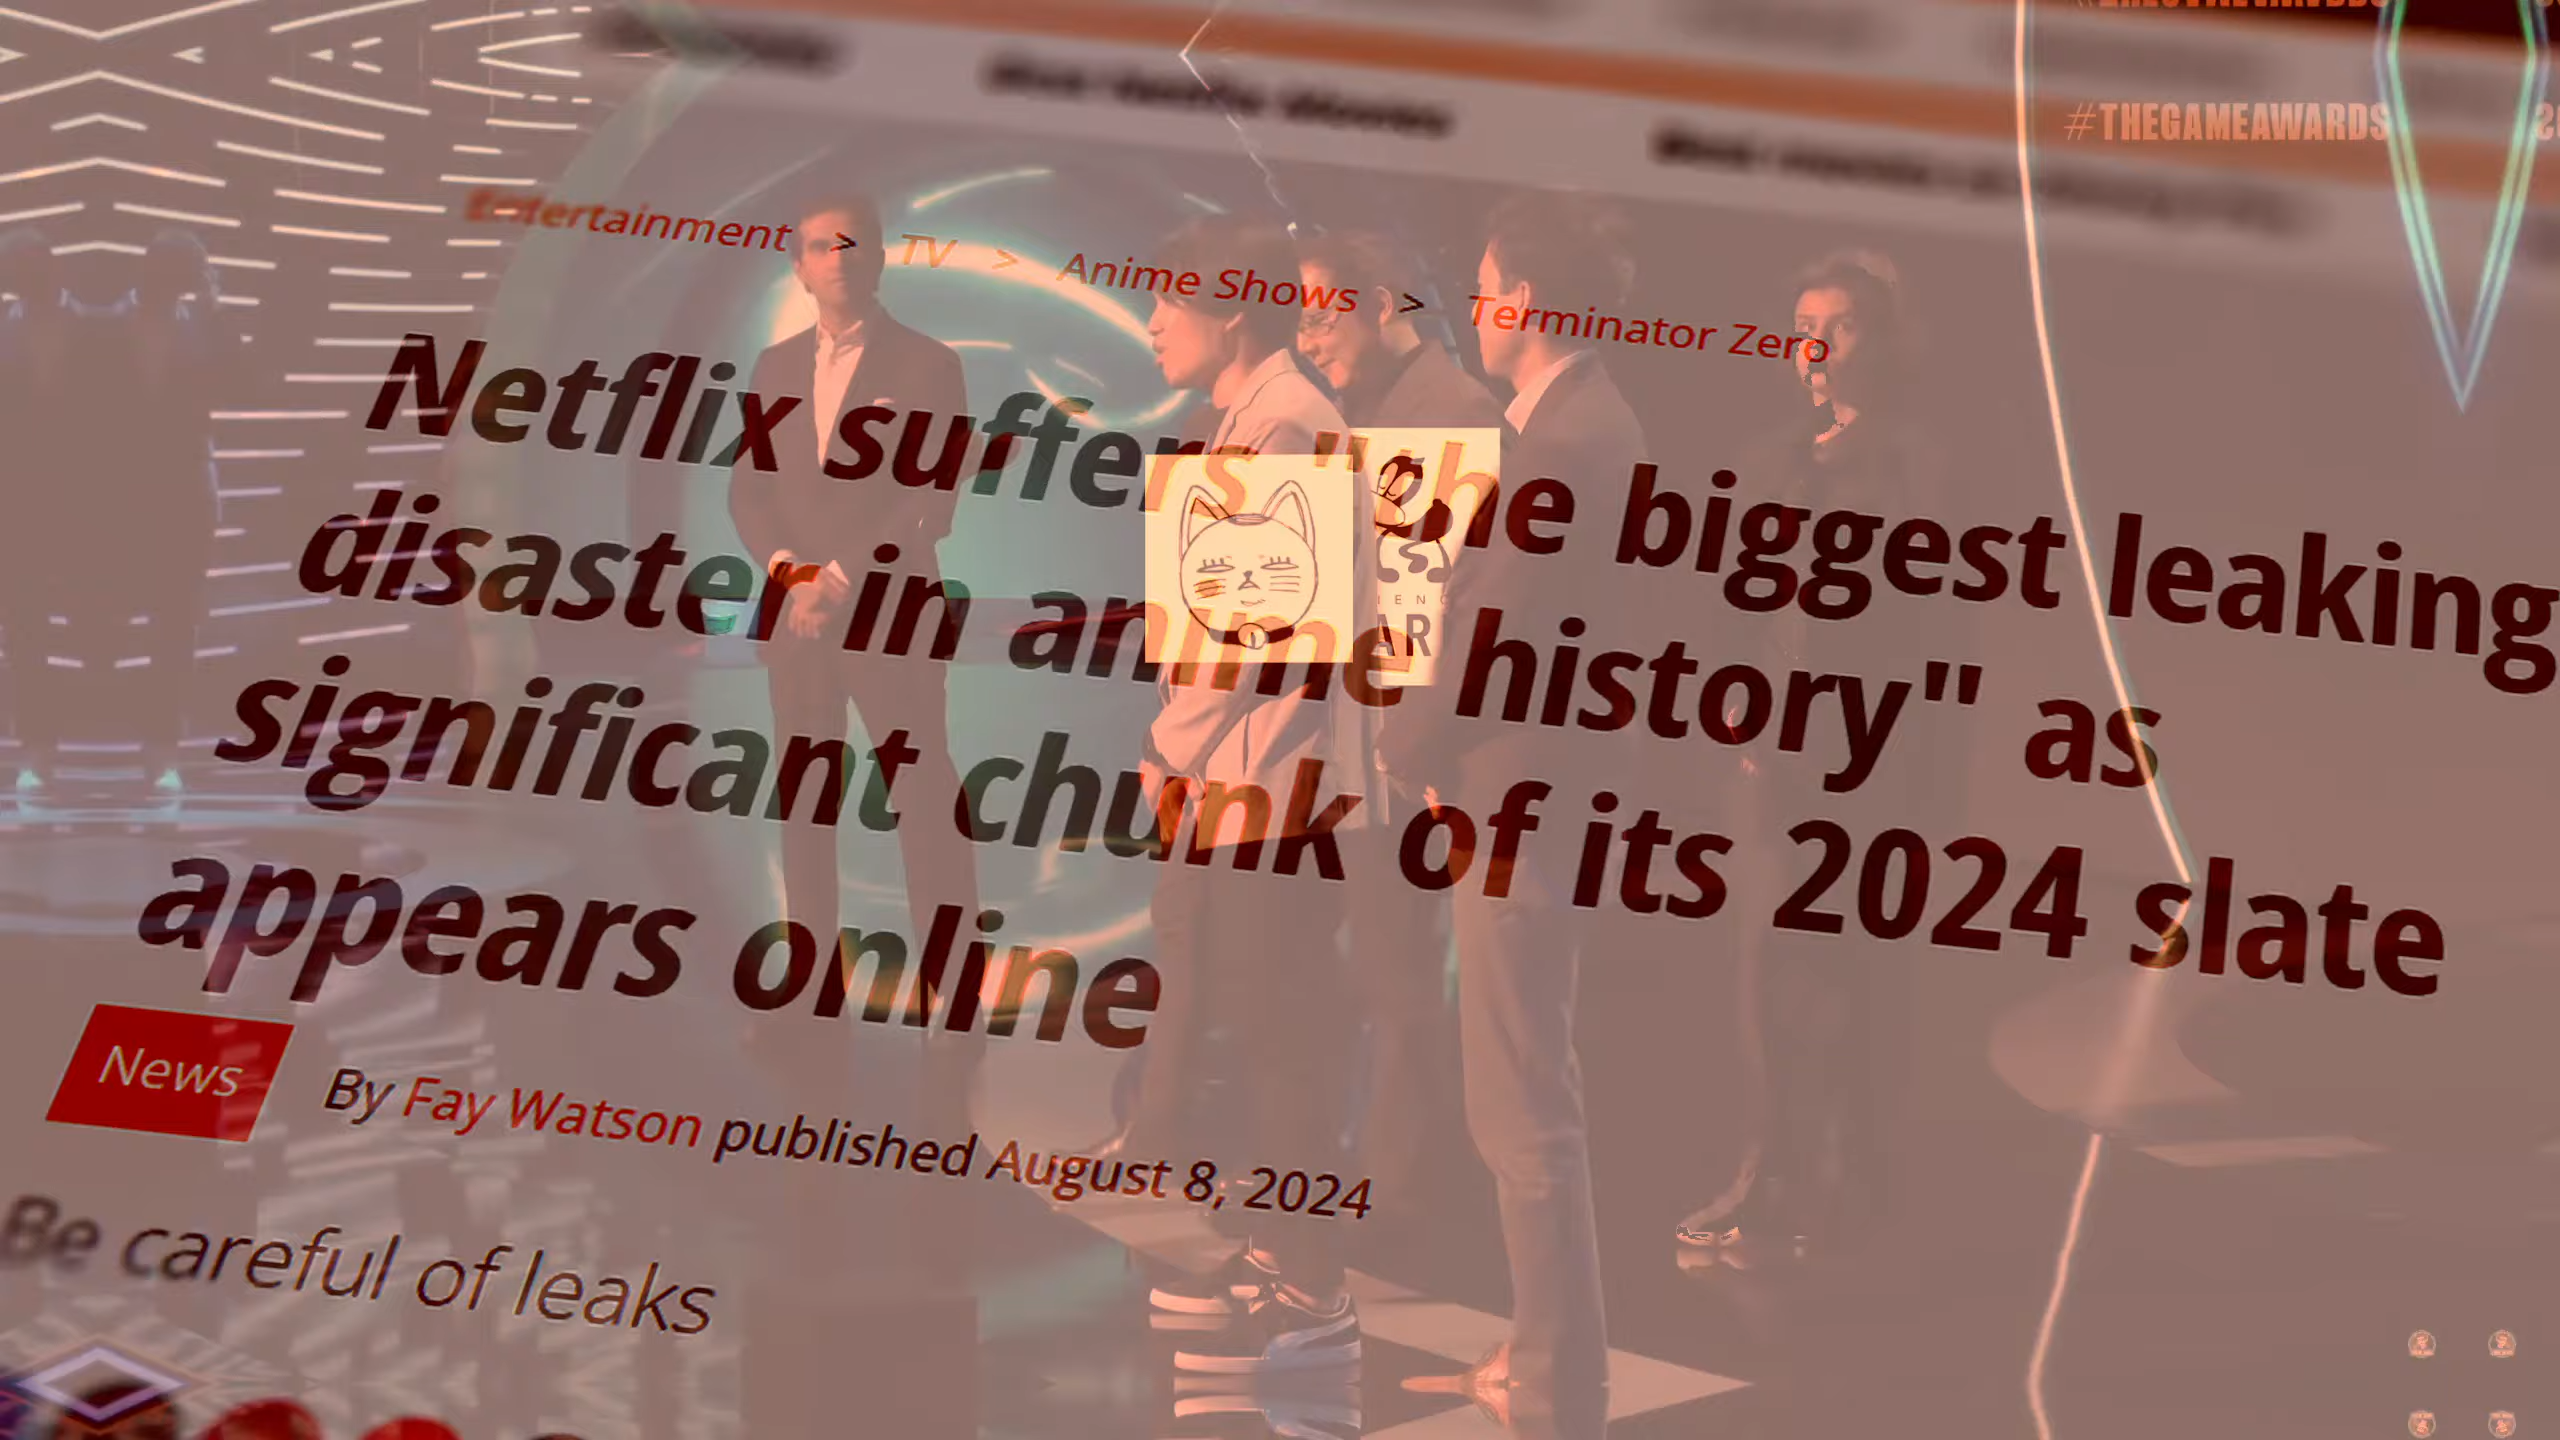 #THEGAMEAWARDS
Entertainment > TV > Anime Shows > Terminator Zero
Netflix suffers "the biggest leaking
disaster in anime history" as
significant chunk of its 2024 slate
appears online
News
By Fay Watson published August 8, 2024
Be careful of leaks